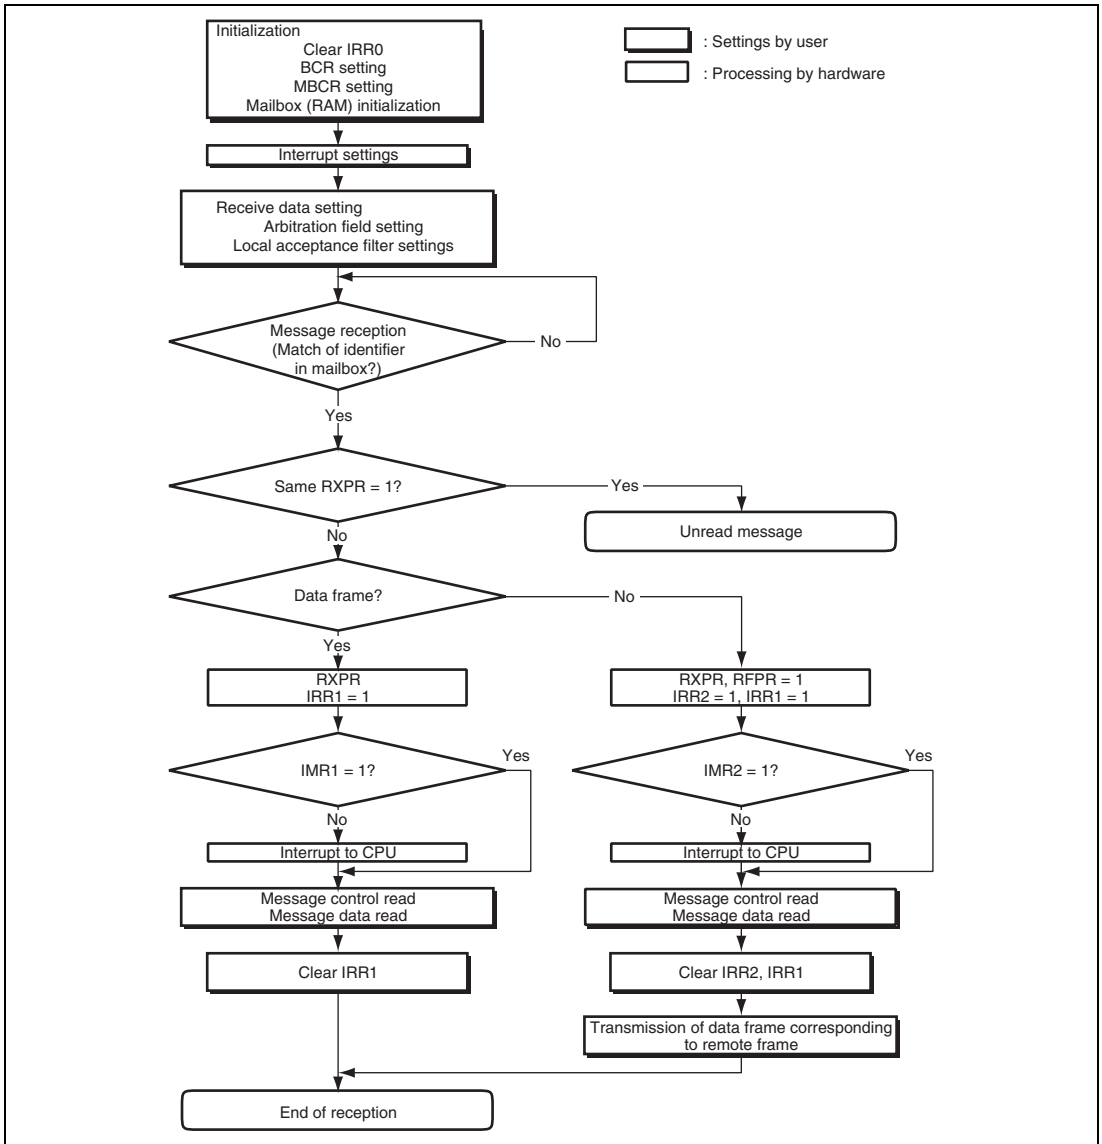 Initialization
Clear IRR0
BCR setting
MBCR setting
Mailbox (RAM) initialization
: Settings by user
: Processing by hardware
Interrupt settings
Receive data setting
Arbitration field setting
Local acceptance filter settings
Message reception
(Match of identifier
in mailbox?)
No
Yes
Same RXPR = 1?
Yes
Unread message
No
Data frame?
No
Yes
RXPR
IRR1 = 1
RXPR, RFPR = 1
IRR2 = 1, IRR1 = 1
IMR1 = 1?
Yes
IMR2 = 1?
Yes
No
No
Interrupt to CPU
Interrupt to CPU
Message control read
Message data read
Message control read
Message data read
Clear IRR1
Clear IRR2, IRR1
Transmission of data frame corresponding
to remote frame
End of reception